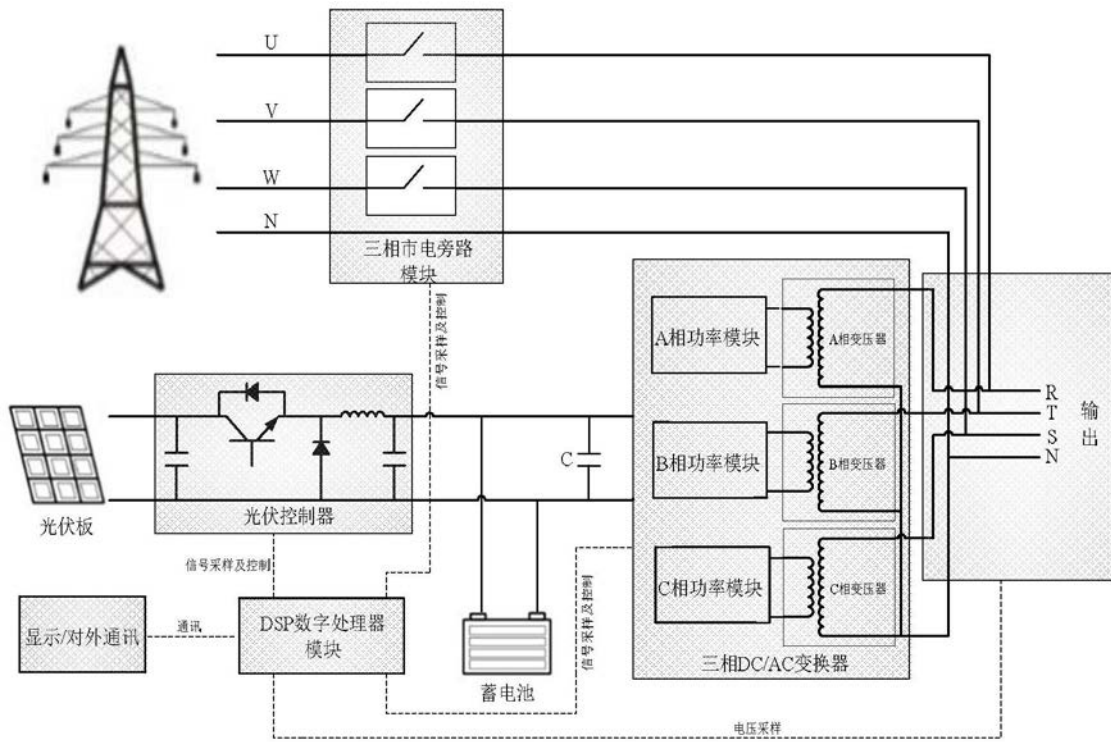 U
V
W
N
三相市电旁路
模块
信号采样及控制
A相功率模块
A相变压器
B相功率模块
B相变压器
C相功率模块
C相变压器
三相DC/AC变换器
R
T
S
N
输出
光伏板
光伏控制器
C
信号采样及控制
信号采样及控制
显示/对外通讯
通讯
DSP数字处理器
模块
蓄电池
电压采样